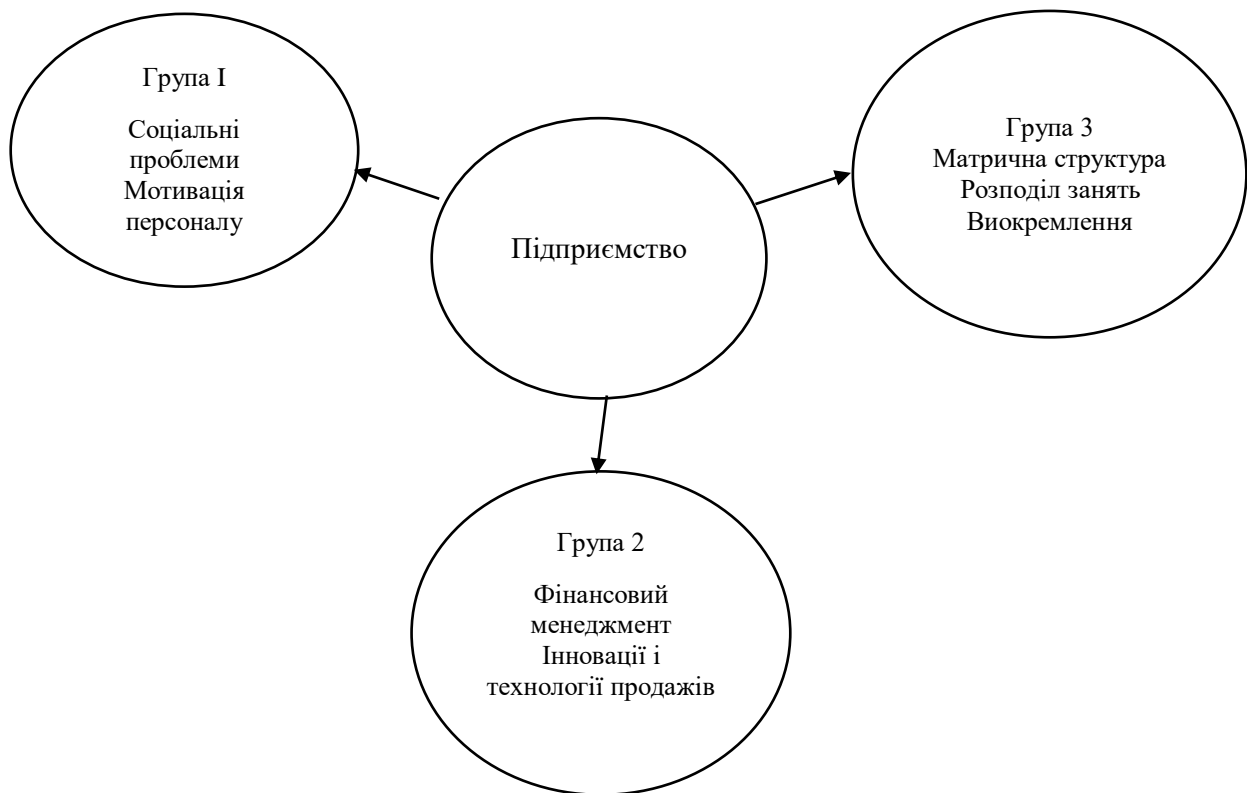 Група І
Соціальні
проблеми
Мотивація
персоналу
Підприємство
Група 3
Матрична структура
Розподіл занять
Виокремлення
Група 2
Фінансовий
менеджмент
Інновації і
технології продажів